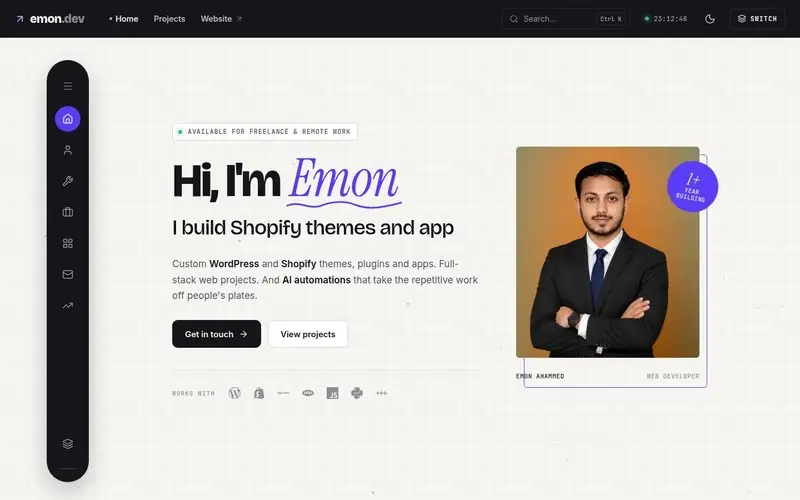 emon.dev
Home
Projects
Website
Search...
Ctrl K
23:12:48
SWITCH
AVAILABLE FOR FREELANCE & REMOTE WORK
Hi, I'm Emon
I build Shopify themes and app
Custom WordPress and Shopify themes, plugins and apps. Full-
stack web projects. And AI automations that take the repetitive work
off people's plates.
Get in touch
View projects
WORKS WITH
php
JS
1+
YEAR
BUILDING
EMON AHAMMED
WEB DEVELOPER